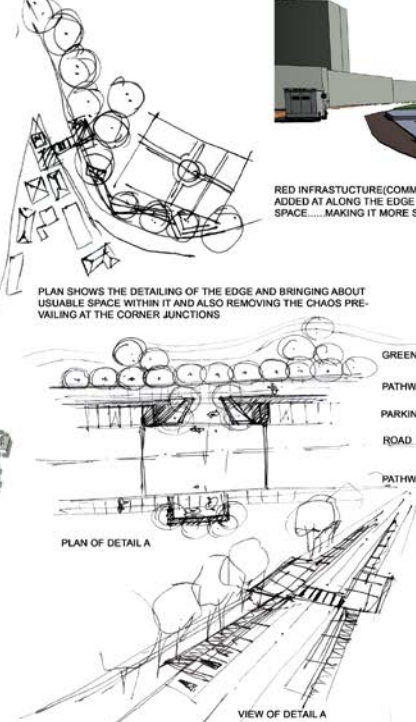 RED INFRASTUCTURE(COMM
ADDED AT ALONG THE EDGE
SPACE......MAKING IT MORE S
PLAN SHOWS THE DETAILING OF THE EDGE AND BRINGING ABOUT
USUABLE SPACE WITHIN IT AND ALSO REMOVING THE CHAOS PRE-
VAILING AT THE CORNER JUNCTIONS
GREEN
PATHW
PARKIN
ROAD
PATHW
PLAN OF DETAIL A
VIEW OF DETAIL A